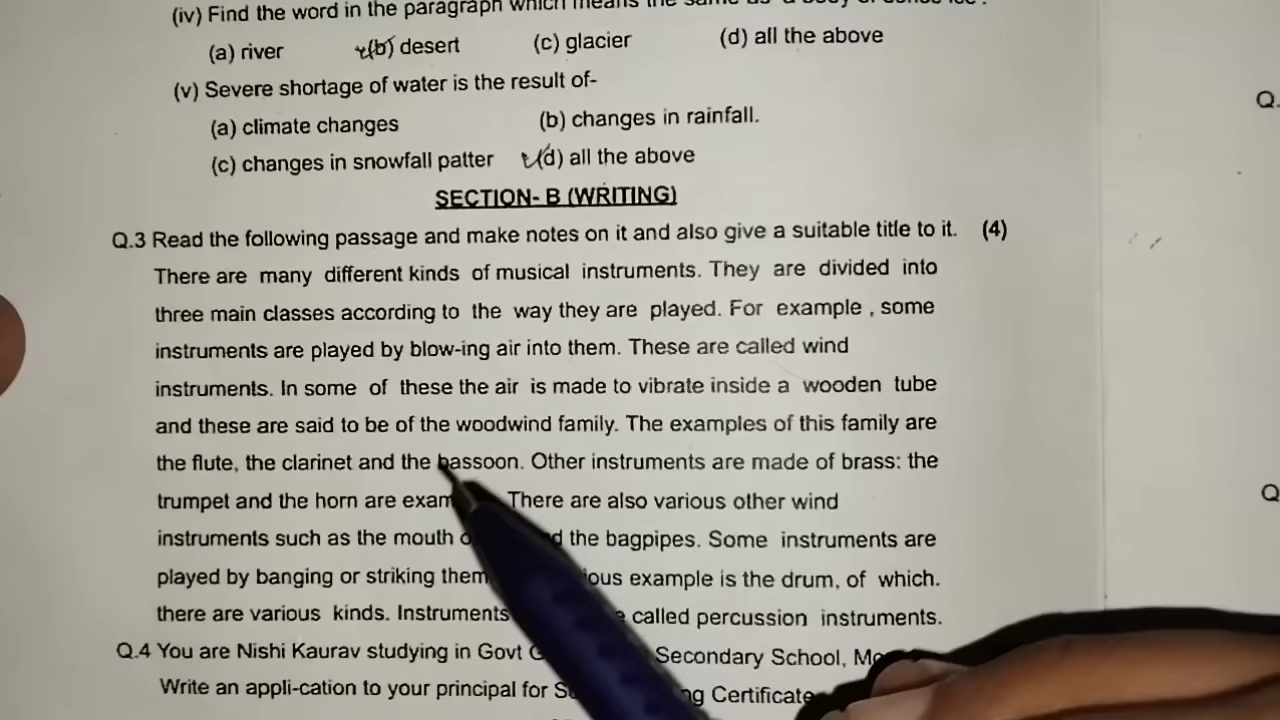 (iv) Find the word in the paragraph which means the same as a body of dense ice.
(a) river (b) desert (c) glacier (d) all the above
(v) Severe shortage of water is the result of-
(a) climate changes (b) changes in rainfall.
(c) changes in snowfall patter (d) all the above
SECTION- B (WRITING)
Q.3 Read the following passage and make notes on it and also give a suitable title to it. (4)
There are many different kinds of musical instruments. They are divided into
three main classes according to the way they are played. For example , some
instruments are played by blow-ing air into them. These are called wind
instruments. In some of these the air is made to vibrate inside a wooden tube
and these are said to be of the woodwind family. The examples of this family are
the flute, the clarinet and the bassoon. Other instruments are made of brass: the
trumpet and the horn are There are also various other wind
instruments such as the mouth the bagpipes. Some instruments are
played by banging or striking them example is the drum, of which.
there are various kinds. Instruments called percussion instruments.
Q.4 You are Nishi Kaurav studying in Govt Secondary School,
Write an appli-cation to your principal for Certificate
Q.
Q